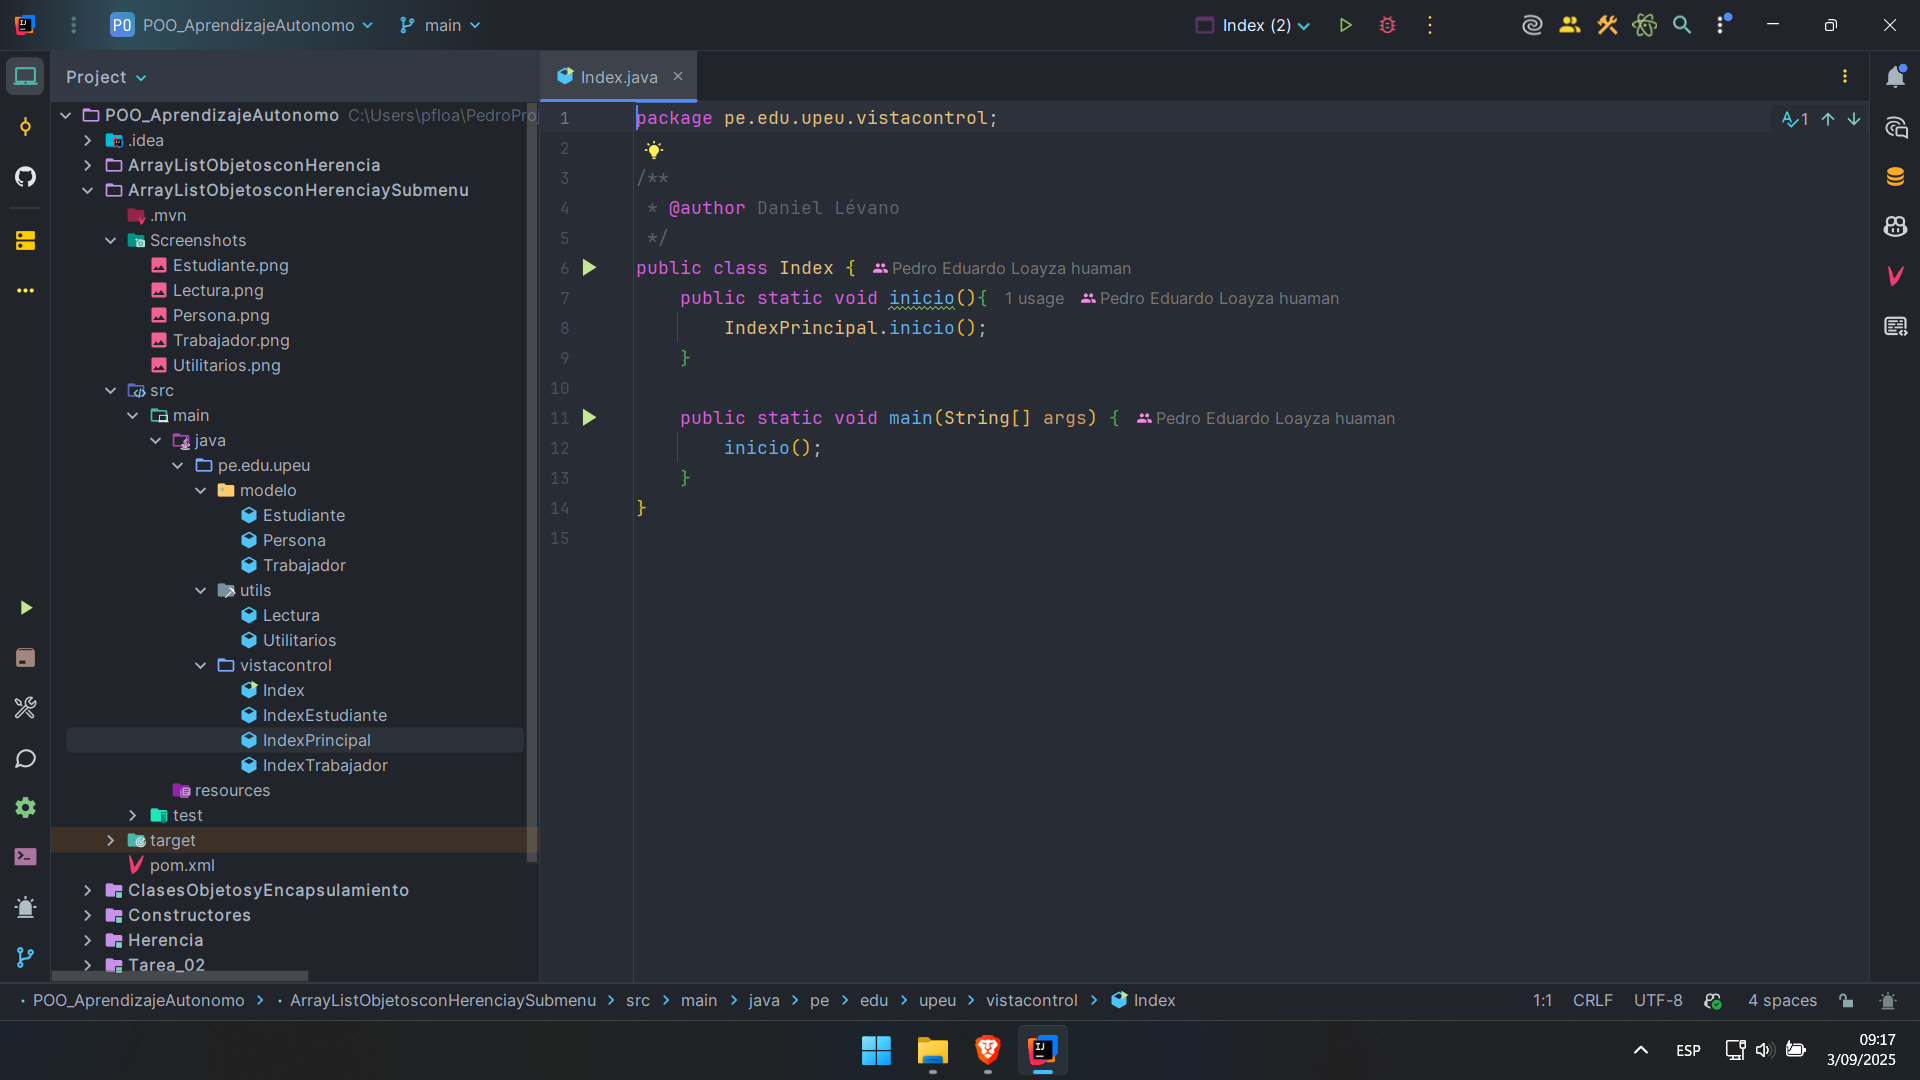 PO POO_AprendizajeAutonomo main Index (2)
Project
Index.java
POO_AprendizajeAutonomo C:\Users\pfloa\PedroPro
.idea
ArrayListObjetosconHerencia
ArrayListObjetosconHerenciaySubmenu
.mvn
Screenshots
Estudiante.png
Lectura.png
Persona.png
Trabajador.png
Utilitarios.png
src
main
java
pe.edu.upeu
modelo
Estudiante
Persona
Trabajador
utils
Lectura
Utilitarios
vistacontrol
Index
IndexEstudiante
IndexPrincipal
IndexTrabajador
resources
test
target
pom.xml
ClasesObjetosyEncapsulamiento
Constructores
Herencia
Tarea_02
1 package pe.edu.upeu.vistacontrol; 1
2
3 /**
4 * @author Daniel Lévano
5 */
6 public class Index { Pedro Eduardo Loayza huaman
7 public static void inicio(){ 1 usage Pedro Eduardo Loayza huaman
8 IndexPrincipal.inicio();
9 }
10
11 public static void main(String[] args) { Pedro Eduardo Loayza huaman
12 inicio();
13 }
14 }
15
POO_AprendizajeAutonomo ArrayListObjetosconHerenciaySubmenu src main java pe edu upeu vistacontrol Index 1:1 CRLF UTF-8 4 spaces
ESP
09:17
3/09/2025